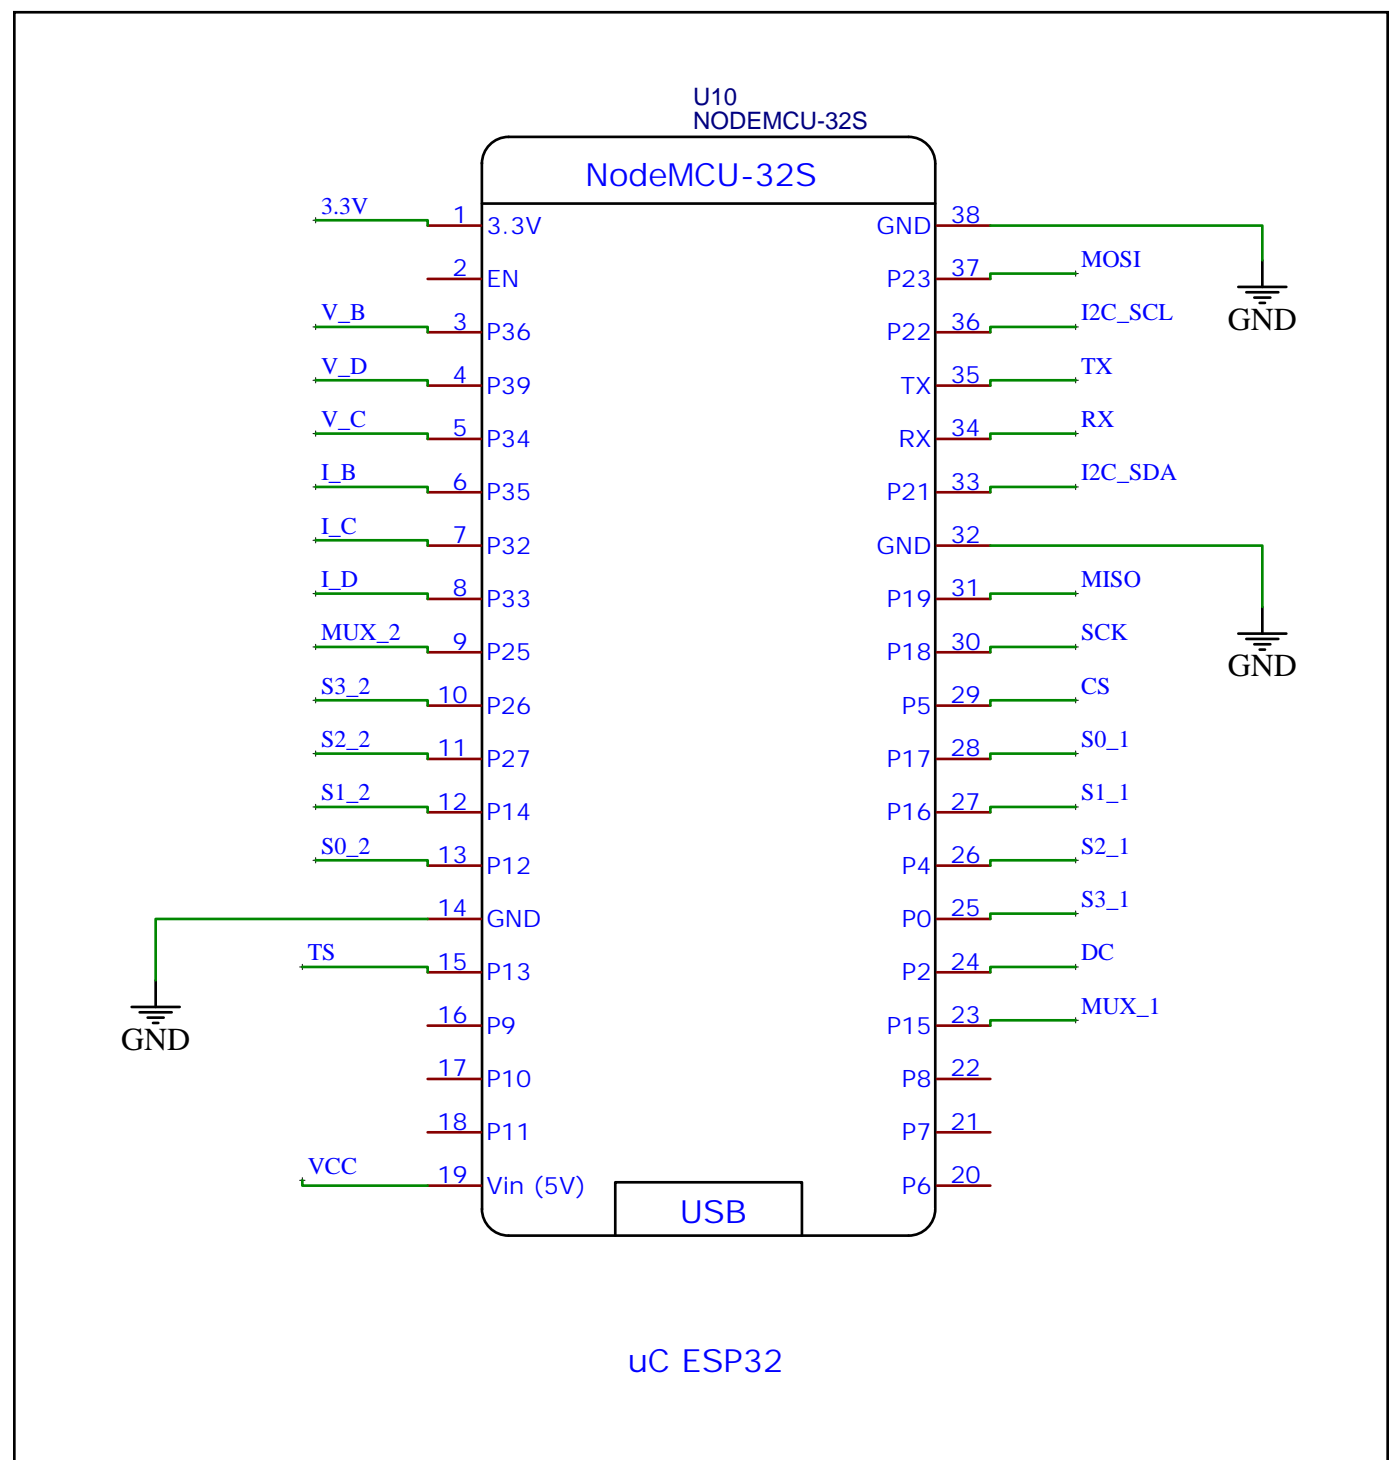 U10
NODEMCU-32S
NodeMCU-32S
3.3V 1 3.3V GND 38
2 EN P23 37 MOSI
GND
V_B 3 P36 P22 36 I2C_SCL
V_D 4 P39 TX 35 TX
V_C 5 P34 RX 34 RX
I_B 6 P35 P21 33 I2C_SDA
I_C 7 P32 GND 32
I_D 8 P33 P19 31 MISO
MUX_2 9 P25 P18 30 SCK
GND
S3_2 10 P26 P5 29 CS
S2_2 11 P27 P17 28 S0_1
S1_2 12 P14 P16 27 S1_1
S0_2 13 P12 P4 26 S2_1
14 GND P0 25 S3_1
TS 15 P13 P2 24 DC
GND
16 P9 P15 23 MUX_1
17 P10 P8 22
18 P11 P7 21
VCC 19 Vin (5V) P6 20
USB
uC ESP32